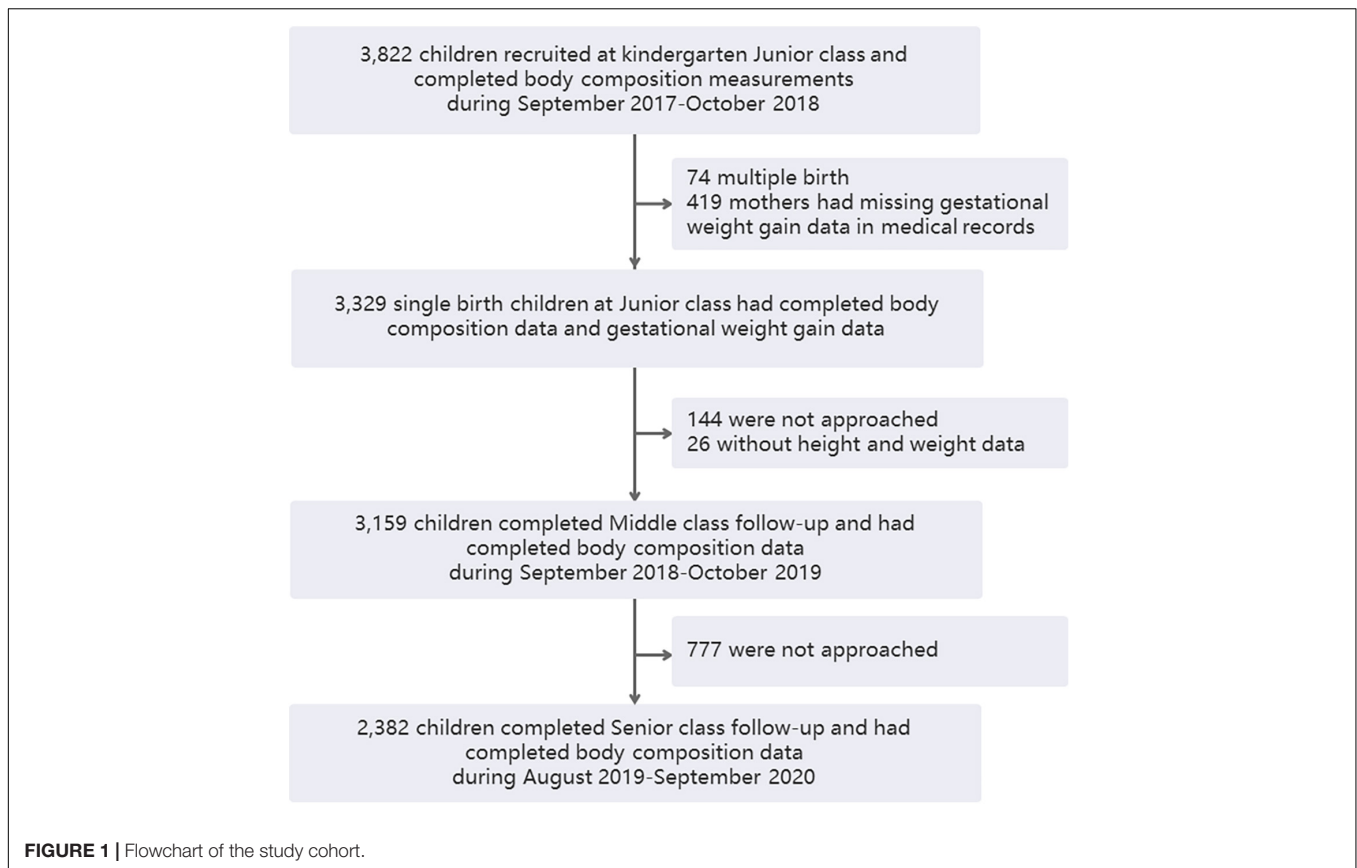 3,822 children recruited at kindergarten Junior class and
completed body composition measurements
during September 2017-October 2018
74 multiple birth
419 mothers had missing gestational
weight gain data in medical records
3,329 single birth children at Junior class had completed body
composition data and gestational weight gain data
144 were not approached
26 without height and weight data
3,159 children completed Middle class follow-up and had
completed body composition data
during September 2018-October 2019
777 were not approached
2,382 children completed Senior class follow-up and had
completed body composition data
during August 2019-September 2020
FIGURE 1 | Flowchart of the study cohort.